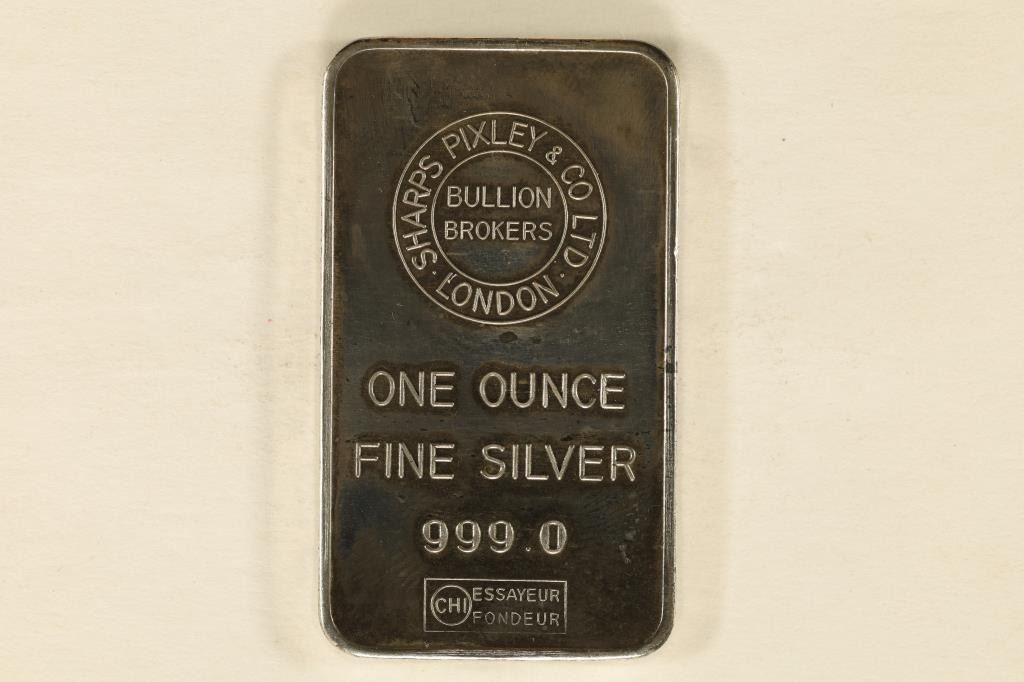 SHARPS PIXLEY & CO LTD.
· LONDON
BULLION
BROKERS
ONE OUNCE
FINE SILVER
999.0
CHI ESSAYEUR
FONDEUR